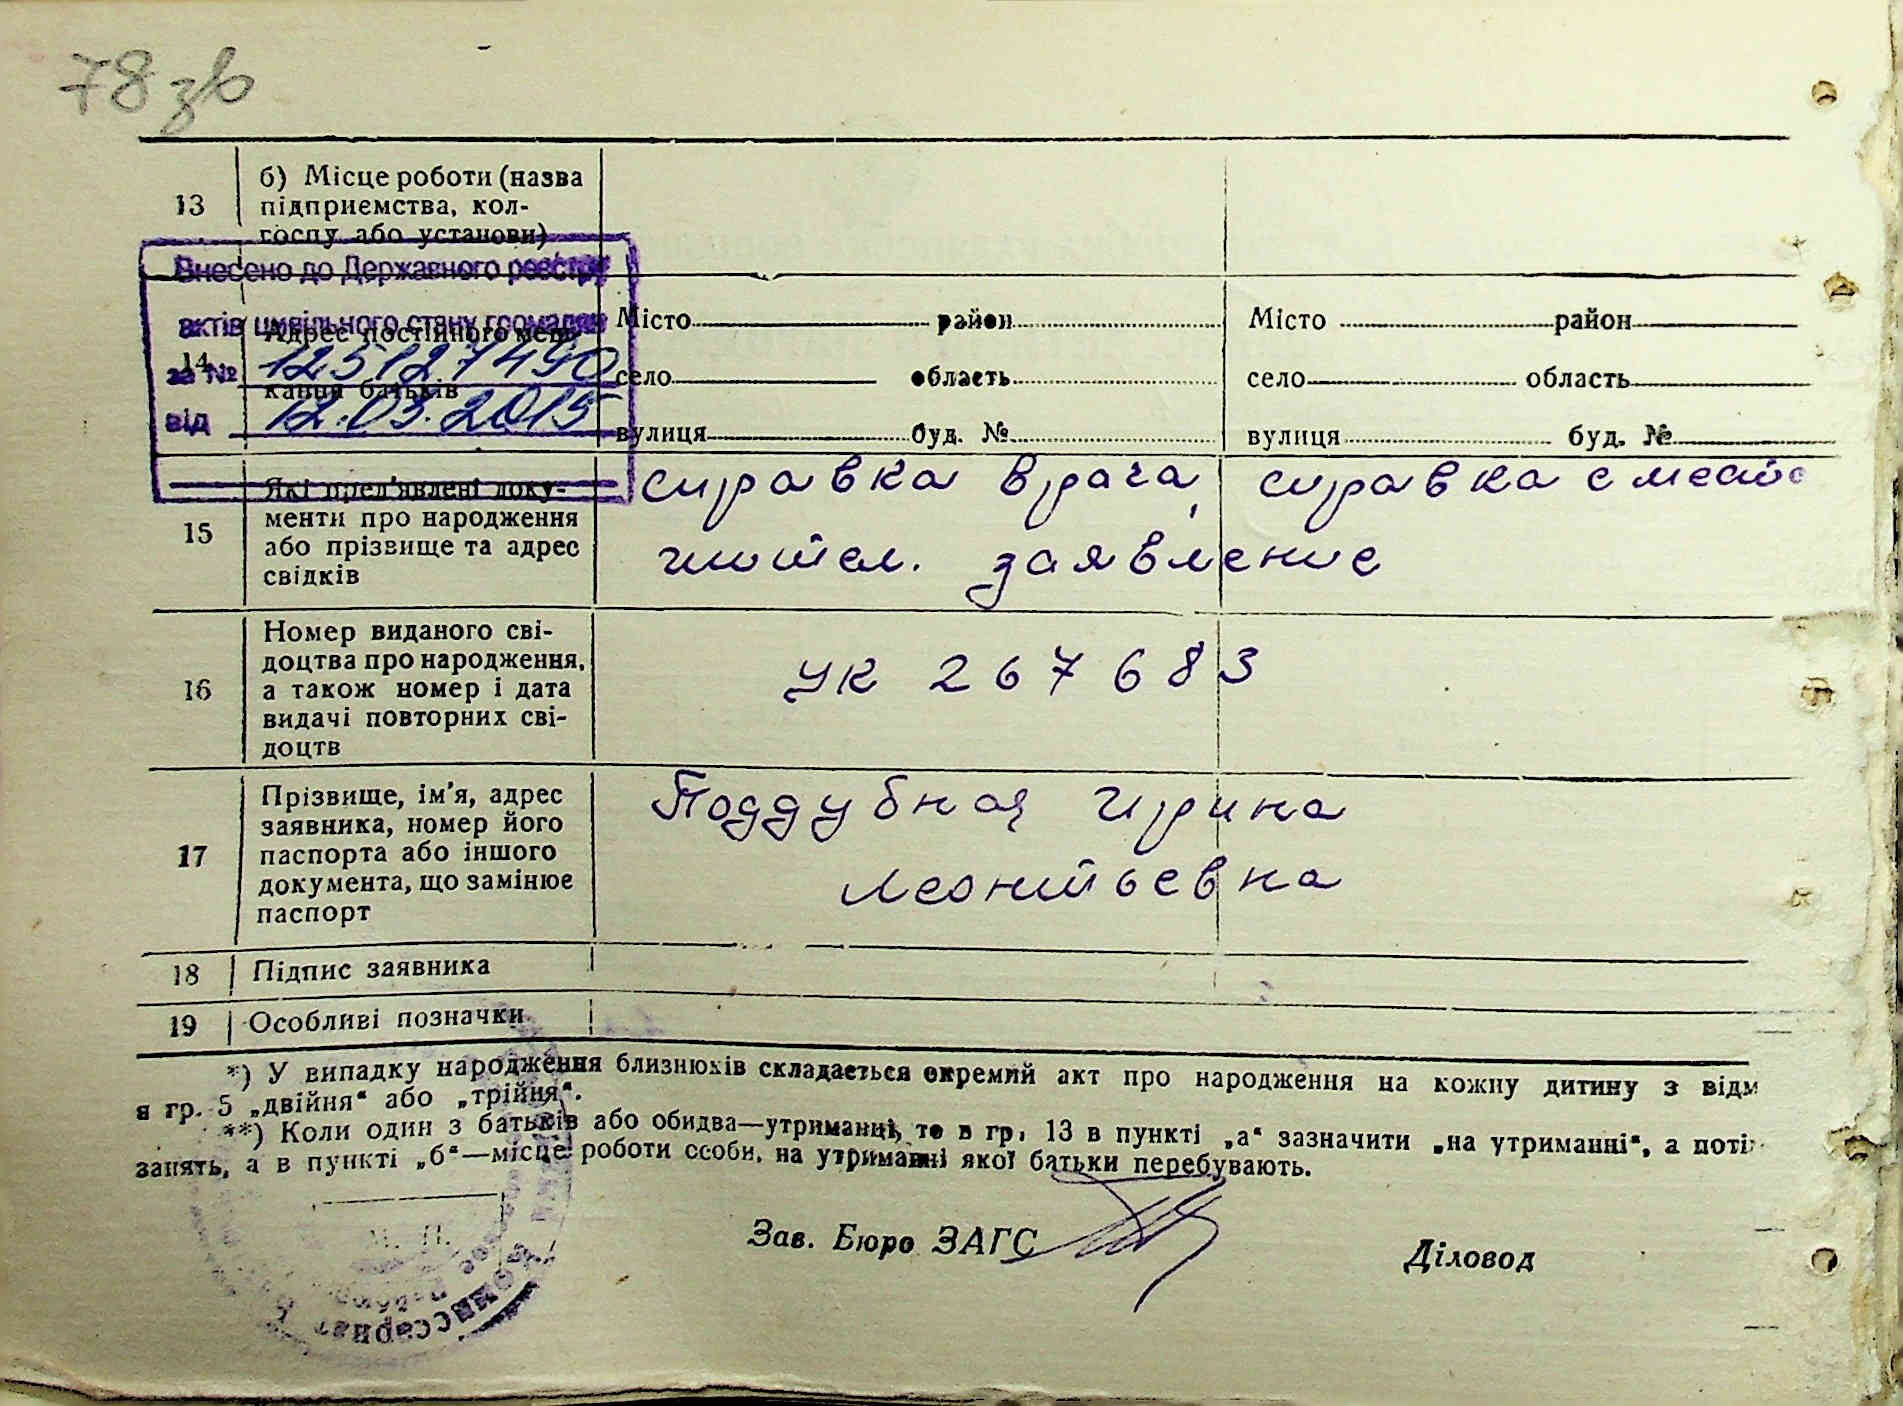 78 зв
13
б) Місце роботи (назва
підприємства, кол-
госпу або установи)
Внесено до Державного реєстру
актів цивільного стану громадян
за № 12512 7490
від 12.03.2015
14
Адрес постійного меш-
кання батьків
Місто район
село область
вулиця буд. №
Місто район
село область
вулиця буд. №
15
Які пред'явлені доку-
менти про народження
або прізвище та адрес
свідків
справка врача, справка с места
жител. заявление
16
Номер виданого сві-
доцтва про народження,
а також номер і дата
видачі повторних сві-
доцтв
УК 267683
17
Прізвище, ім'я, адрес
заявника, номер його
паспорта або іншого
документа, що замінює
паспорт
Поддубная Ирина
Леонтьевна
18
Підпис заявника
19
Особливі позначки
*) У випадку народження близнюків складається окремий акт про народження на кожну дитину з відм
я гр. 5 „двійня“ або „трійня“.
**) Коли один з батьків або обидва—утриманці, то в гр. 13 в пункті „а“ зазначити „на утриманні“, а поті
занять, а в пункті „б“—місце роботи особи, на утриманні якої батьки перебувають.
М. П.
Зав. Бюро ЗАГС
Діловод